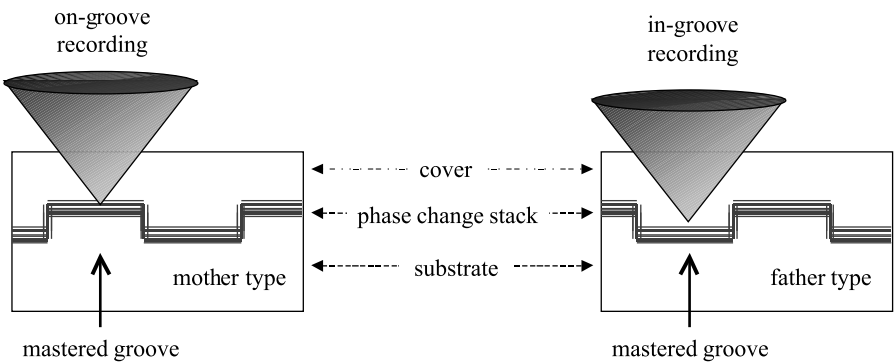 on-groove
recording
in-groove
recording
cover
phase change stack
substrate
mother type
father type
mastered groove
mastered groove